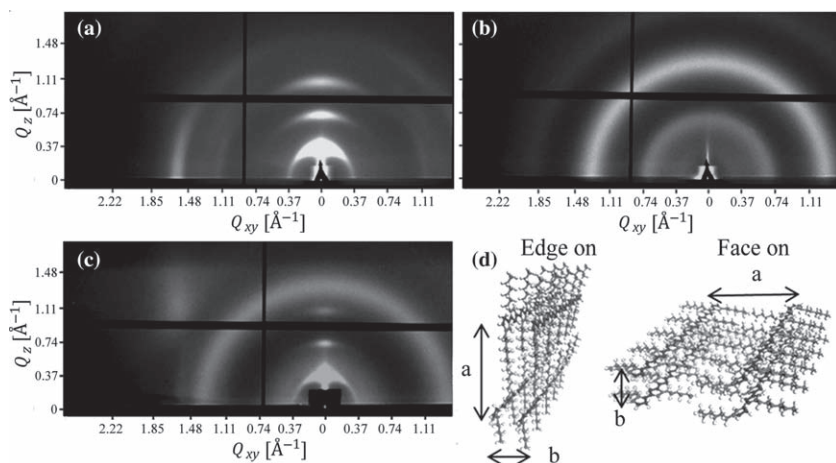 (a)
1.48
1.11
0.74
0.37
0
Q_z [Å⁻¹]
2.22 1.85 1.48 1.11 0.74 0.37 0 0.37 0.74 1.11
Q_xy [Å⁻¹]
(b)
2.22 1.85 1.48 1.11 0.74 0.37 0 0.37 0.74 1.11
Q_xy [Å⁻¹]
(c)
1.48
1.11
0.74
0.37
0
Q_z [Å⁻¹]
2.22 1.85 1.48 1.11 0.74 0.37 0 0.37 0.74 1.11
Q_xy [Å⁻¹]
(d)
Edge on
Face on
a
b
a
b